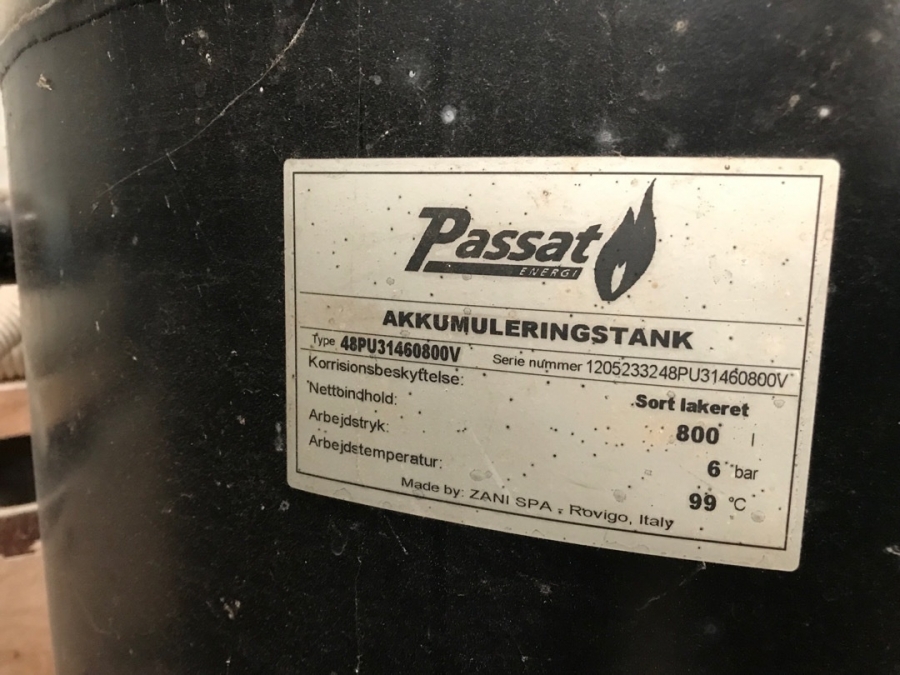 Passat
ENERGI
AKKUMULERINGSTANK
Type 48PU31460800V Serie nummer 1205233248PU31460800V
Korrisionsbeskyftelse: Sort lakeret
Nettbindhold: 800 l
Arbejdstryk: 6 bar
Arbejdstemperatur: 99 °C
Made by: ZANI SPA - Rovigo, Italy